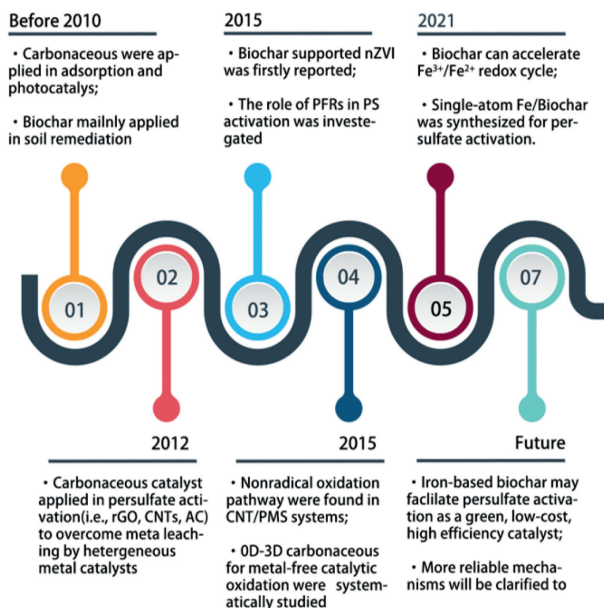 Before 2010
• Carbonaceous were ap-
plied in adsorption and
photocatalys;
• Biochar mailnly applied
in soil remediation
2015
• Biochar supported nZVI
was firstly reported;
• The role of PFRs in PS
activation was investe-
gated
2021
• Biochar can accelerate
Fe³⁺/Fe²⁺ redox cycle;
• Single-atom Fe/Biochar
was synthesized for per-
sulfate activation.
01
02
03
04
05
07
2012
• Carbonaceous catalyst
applied in persulfate acti-
vation(i.e., rGO, CNTs, AC)
to overcome meta leach-
ing by hetergeneous
metal catalysts
2015
• Nonradical oxidation
pathway were found in
CNT/PMS systems;
• 0D-3D carbonaceous
for metal-free catalytic
oxidation were system-
atically studied
Future
• Iron-based biochar may
facilate persulfate activa-
tion as a green, low-cost,
high efficiency catalyst;
• More reliable mech-
anisms will be clarified to